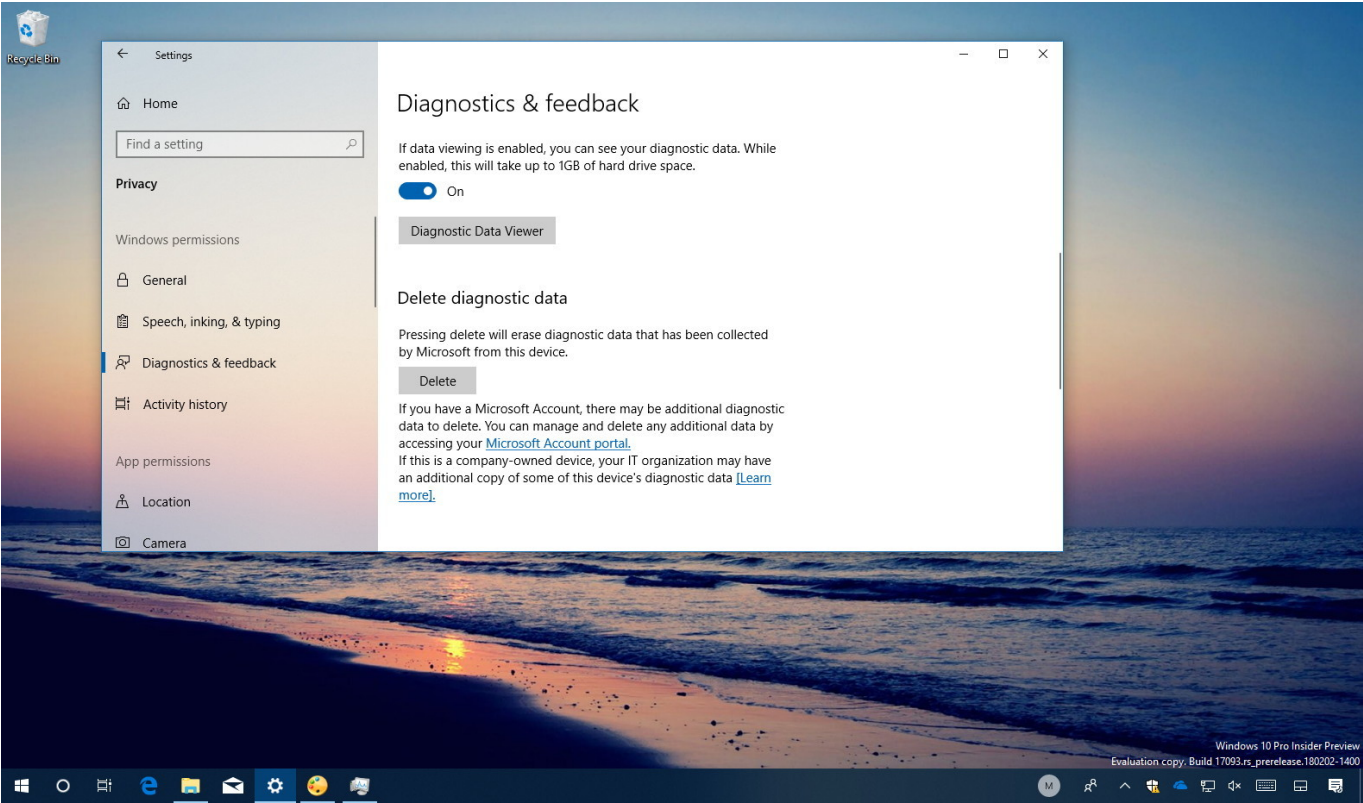 Recycle Bin
Settings
Home
Find a setting
Privacy
Windows permissions
General
Speech, inking, & typing
Diagnostics & feedback
Activity history
App permissions
Location
Camera
Diagnostics & feedback
If data viewing is enabled, you can see your diagnostic data. While
enabled, this will take up to 1GB of hard drive space.
On
Diagnostic Data Viewer
Delete diagnostic data
Pressing delete will erase diagnostic data that has been collected
by Microsoft from this device.
Delete
If you have a Microsoft Account, there may be additional diagnostic
data to delete. You can manage and delete any additional data by
accessing your Microsoft Account portal.
If this is a company-owned device, your IT organization may have
an additional copy of some of this device's diagnostic data [Learn
more].
Windows 10 Pro Insider Preview
Evaluation copy. Build 17093.rs_prerelease.180202-1400
M